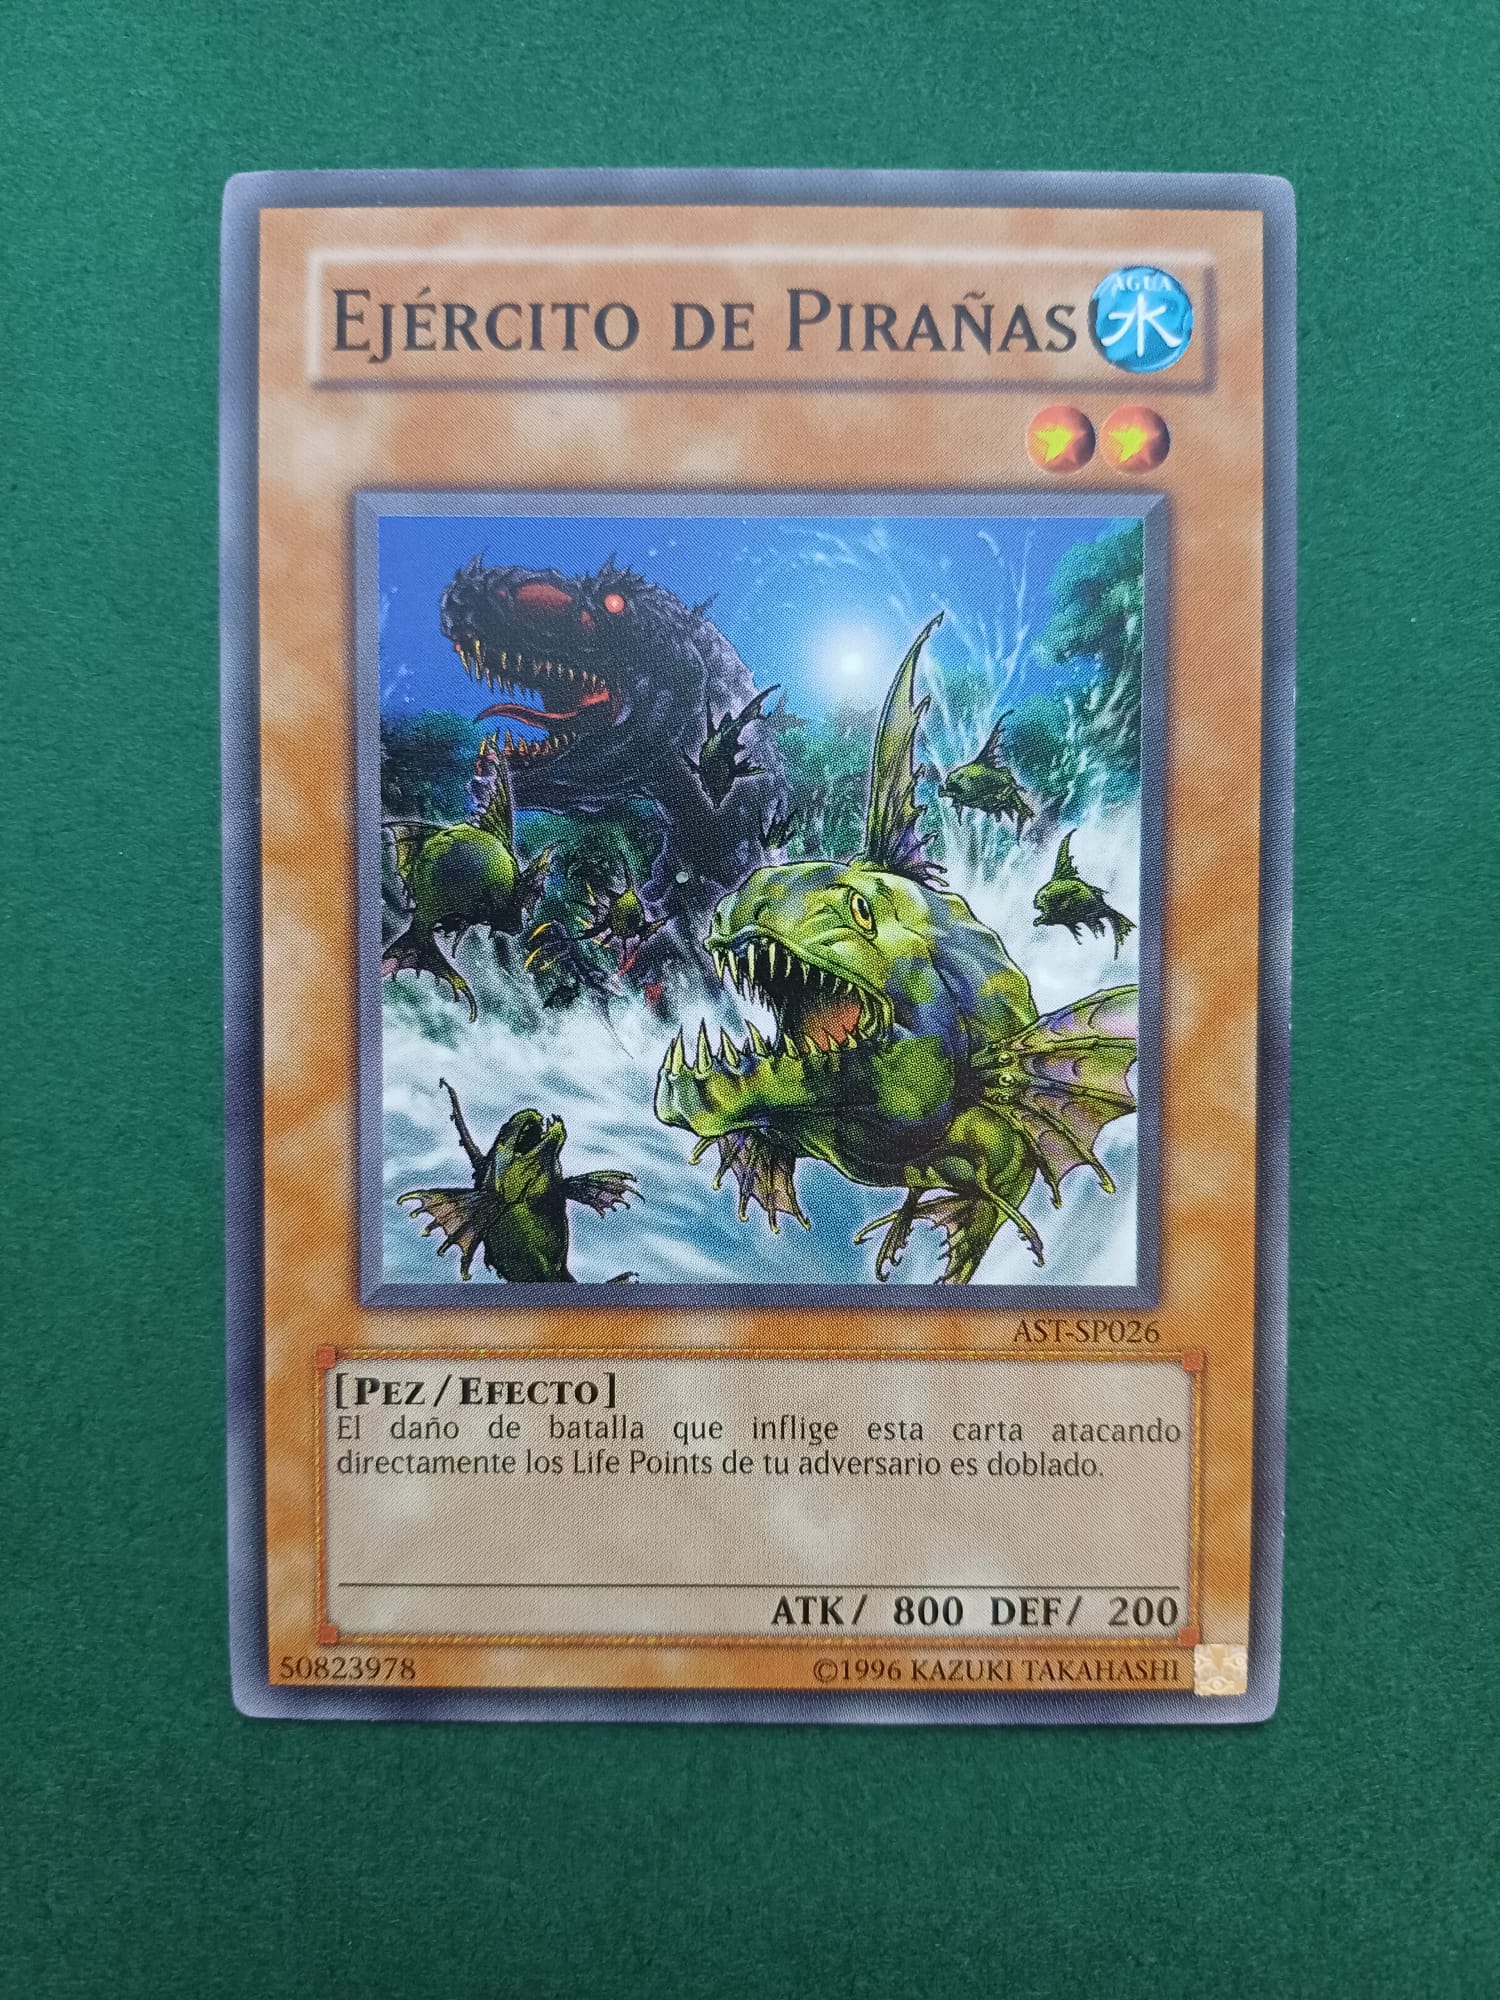 EJÉRCITO DE PIRAÑAS
AGUA
水
AST-SP026
[PEZ/EFECTO]
El daño de batalla que inflige esta carta atacando
directamente los Life Points de tu adversario es doblado.
ATK/ 800 DEF/ 200
50823978 ©1996 KAZUKI TAKAHASHI